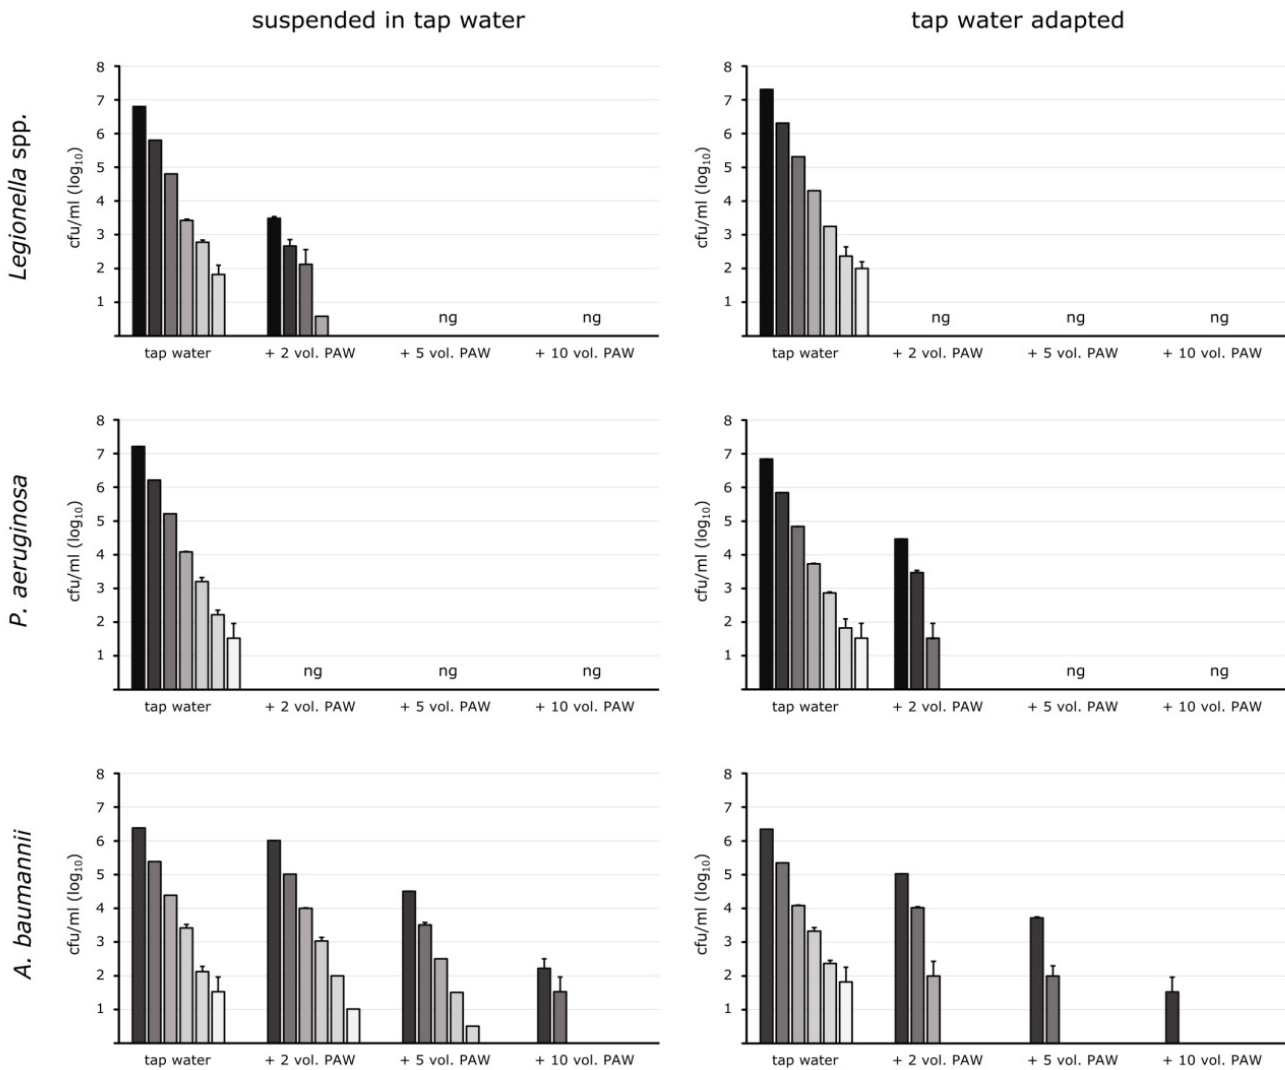 suspended in tap water
tap water adapted
Legionella spp.
cfu/ml (log10)
8
7
6
5
4
3
2
1
ng
ng
tap water
+ 2 vol. PAW
+ 5 vol. PAW
+ 10 vol. PAW
cfu/ml (log10)
8
7
6
5
4
3
2
1
ng
ng
ng
tap water
+ 2 vol. PAW
+ 5 vol. PAW
+ 10 vol. PAW
P. aeruginosa
cfu/ml (log10)
8
7
6
5
4
3
2
1
ng
ng
ng
tap water
+ 2 vol. PAW
+ 5 vol. PAW
+ 10 vol. PAW
cfu/ml (log10)
8
7
6
5
4
3
2
1
ng
ng
tap water
+ 2 vol. PAW
+ 5 vol. PAW
+ 10 vol. PAW
A. baumannii
cfu/ml (log10)
8
7
6
5
4
3
2
1
tap water
+ 2 vol. PAW
+ 5 vol. PAW
+ 10 vol. PAW
cfu/ml (log10)
8
7
6
5
4
3
2
1
tap water
+ 2 vol. PAW
+ 5 vol. PAW
+ 10 vol. PAW